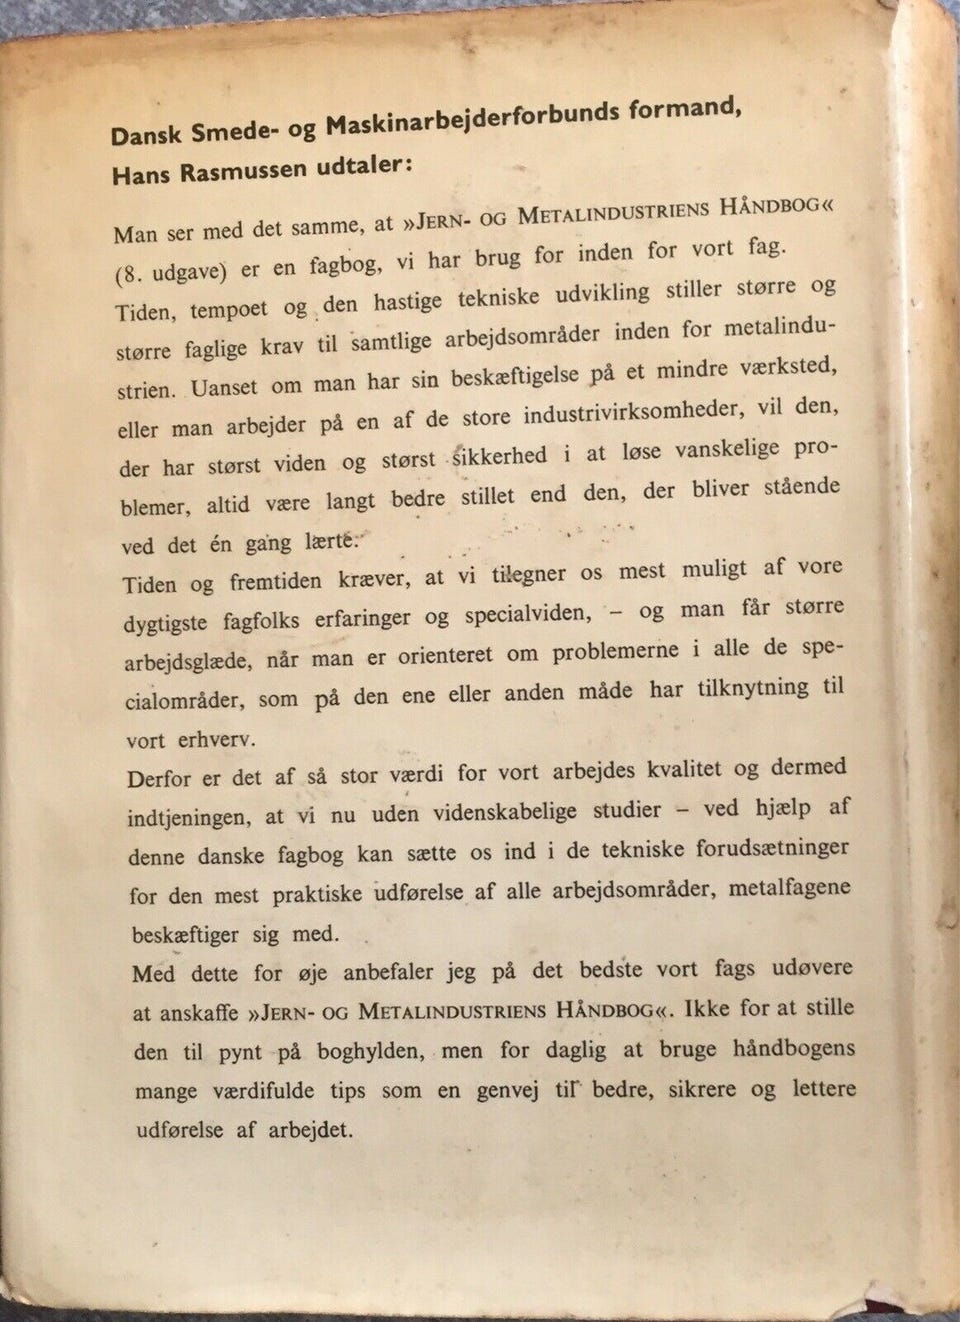 Dansk Smede- og Maskinarbejderforbunds formand,
Hans Rasmussen udtaler:
Man ser med det samme, at »JERN- OG METALINDUSTRIENS HÅNDBOG«
(8. udgave) er en fagbog, vi har brug for inden for vort fag.
Tiden, tempoet og den hastige tekniske udvikling stiller større og
større faglige krav til samtlige arbejdsområder inden for metalindu-
strien. Uanset om man har sin beskæftigelse på et mindre værksted,
eller man arbejder på en af de store industrivirksomheder, vil den,
der har størst viden og størst sikkerhed i at løse vanskelige pro-
blemer, altid være langt bedre stillet end den, der bliver stående
ved det én gang lærte.
Tiden og fremtiden kræver, at vi tilegner os mest muligt af vore
dygtigste fagfolks erfaringer og specialviden, – og man får større
arbejdsglæde, når man er orienteret om problemerne i alle de spe-
cialområder, som på den ene eller anden måde har tilknytning til
vort erhverv.
Derfor er det af så stor værdi for vort arbejdes kvalitet og dermed
indtjeningen, at vi nu uden videnskabelige studier – ved hjælp af
denne danske fagbog kan sætte os ind i de tekniske forudsætninger
for den mest praktiske udførelse af alle arbejdsområder, metalfagene
beskæftiger sig med.
Med dette for øje anbefaler jeg på det bedste vort fags udøvere
at anskaffe »JERN- OG METALINDUSTRIENS HÅNDBOG«. Ikke for at stille
den til pynt på boghylden, men for daglig at bruge håndbogens
mange værdifulde tips som en genvej til bedre, sikrere og lettere
udførelse af arbejdet.